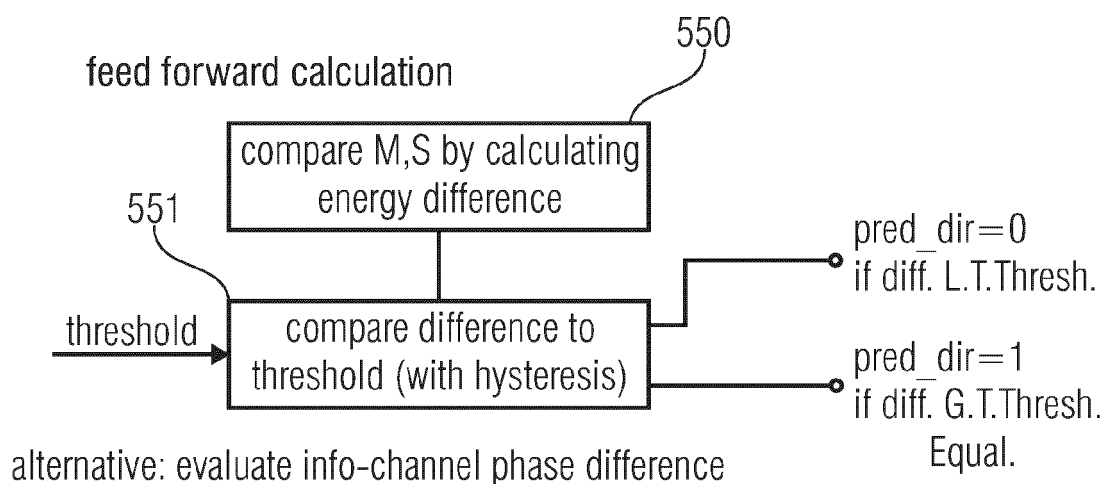 550
feed forward calculation
compare M,S by calculating
energy difference
551
pred_dir=0
if diff. L.T.Thresh.
threshold
compare difference to
threshold (with hysteresis)
pred_dir=1
if diff. G.T.Thresh.
Equal.
alternative: evaluate info-channel phase difference